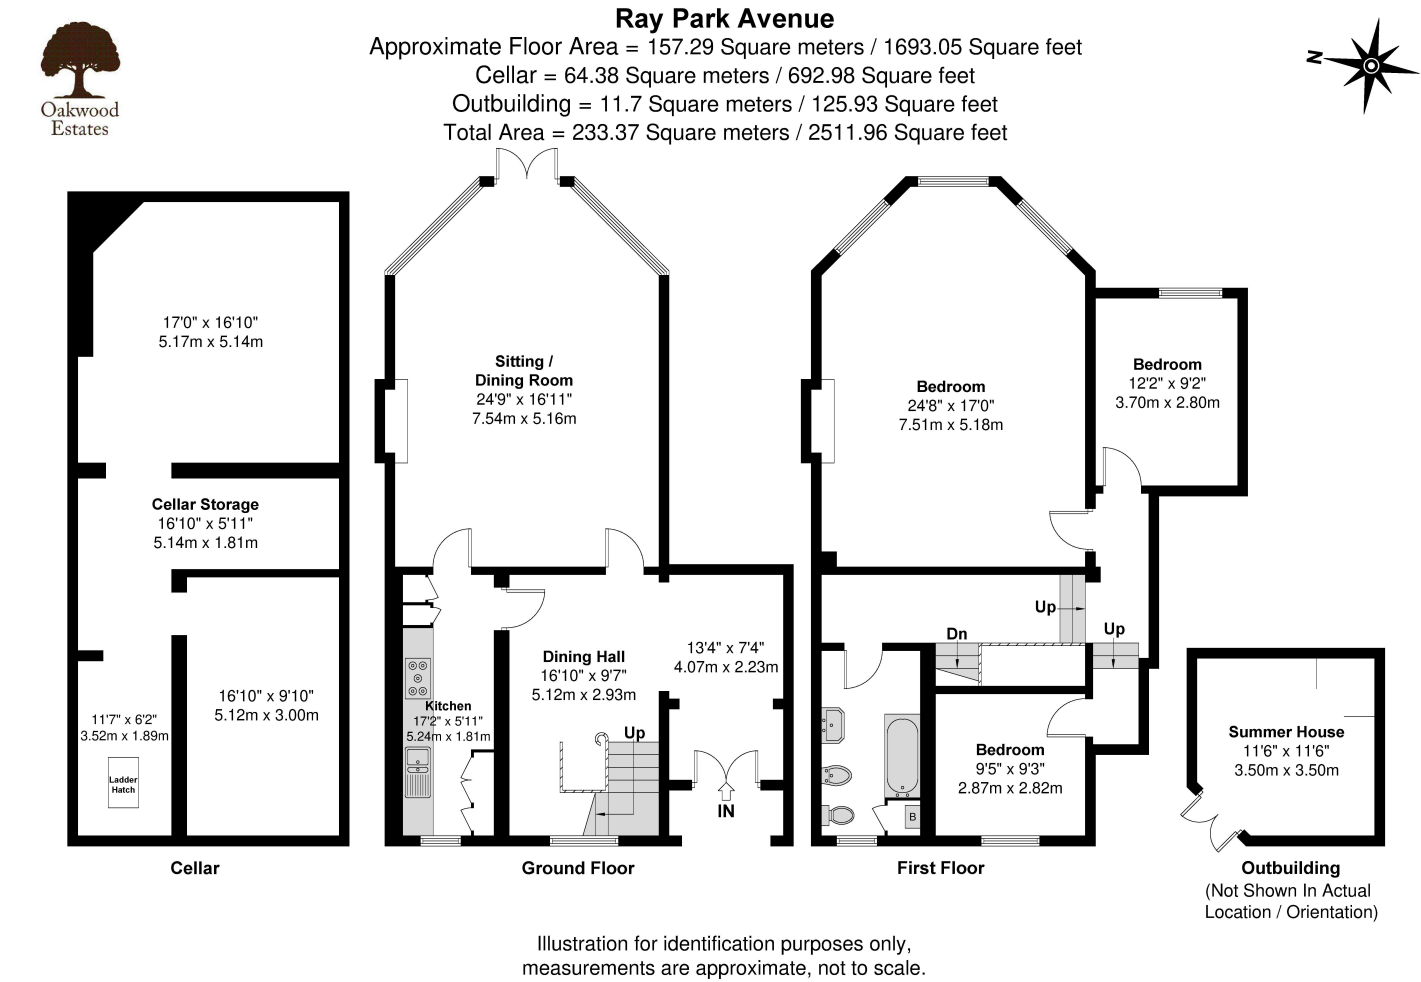 Ray Park Avenue
Approximate Floor Area = 157.29 Square meters / 1693.05 Square feet
Cellar = 64.38 Square meters / 692.98 Square feet
Outbuilding = 11.7 Square meters / 125.93 Square feet
Total Area = 233.37 Square meters / 2511.96 Square feet
Oakwood
Estates
N
17'0" x 16'10"
5.17m x 5.14m
Cellar Storage
16'10" x 5'11"
5.14m x 1.81m
16'10" x 9'10"
5.12m x 3.00m
11'7" x 6'2"
3.52m x 1.89m
Ladder
Hatch
Cellar
Sitting /
Dining Room
24'9" x 16'11"
7.54m x 5.16m
Dining Hall
16'10" x 9'7"
5.12m x 2.93m
13'4" x 7'4"
4.07m x 2.23m
Kitchen
17'2" x 5'11"
5.24m x 1.81m
Up
IN
Ground Floor
Bedroom
24'8" x 17'0"
7.51m x 5.18m
Bedroom
12'2" x 9'2"
3.70m x 2.80m
Up
Up
Dn
Bedroom
9'5" x 9'3"
2.87m x 2.82m
B
First Floor
Summer House
11'6" x 11'6"
3.50m x 3.50m
Outbuilding
(Not Shown In Actual
Location / Orientation)
Illustration for identification purposes only,
measurements are approximate, not to scale.